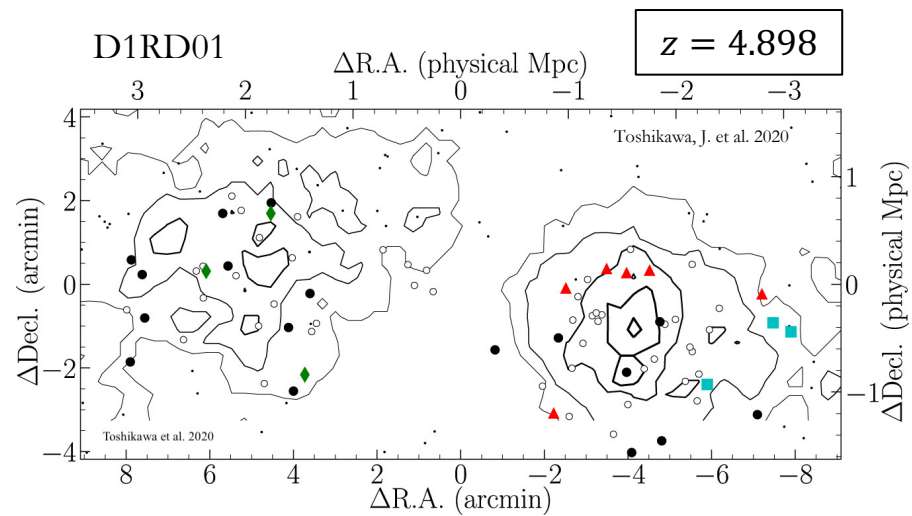 D1RD01
z = 4.898
ΔR.A. (physical Mpc)
3 2 1 0 −1 −2 −3
Toshikawa, J. et al. 2020
4
2
0
−2
−4
ΔDecl. (arcmin)
1
0
−1
ΔDecl. (physical Mpc)
Toshikawa et al. 2020
8 6 4 2 0 −2 −4 −6 −8
ΔR.A. (arcmin)